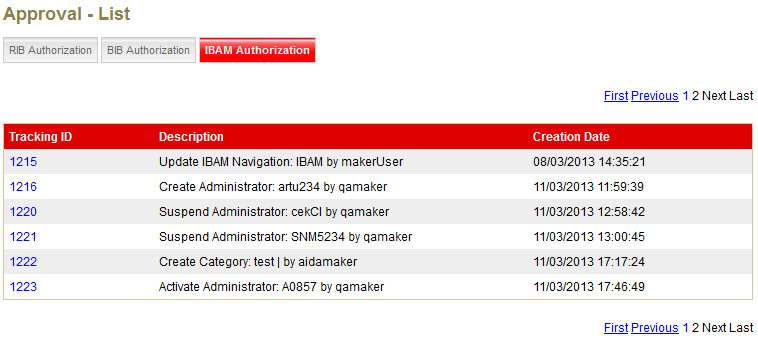 Approval - List
RIB Authorization BIB Authorization IBAM Authorization
First Previous 1 2 Next Last
Tracking ID Description Creation Date
1215 Update IBAM Navigation: IBAM by makerUser 08/03/2013 14:35:21
1216 Create Administrator: artu234 by qamaker 11/03/2013 11:59:39
1220 Suspend Administrator: cekCl by qamaker 11/03/2013 12:58:42
1221 Suspend Administrator: SNM5234 by qamaker 11/03/2013 13:00:45
1222 Create Category: test | by aidamaker 11/03/2013 17:17:24
1223 Activate Administrator: A0857 by qamaker 11/03/2013 17:46:49
First Previous 1 2 Next Last